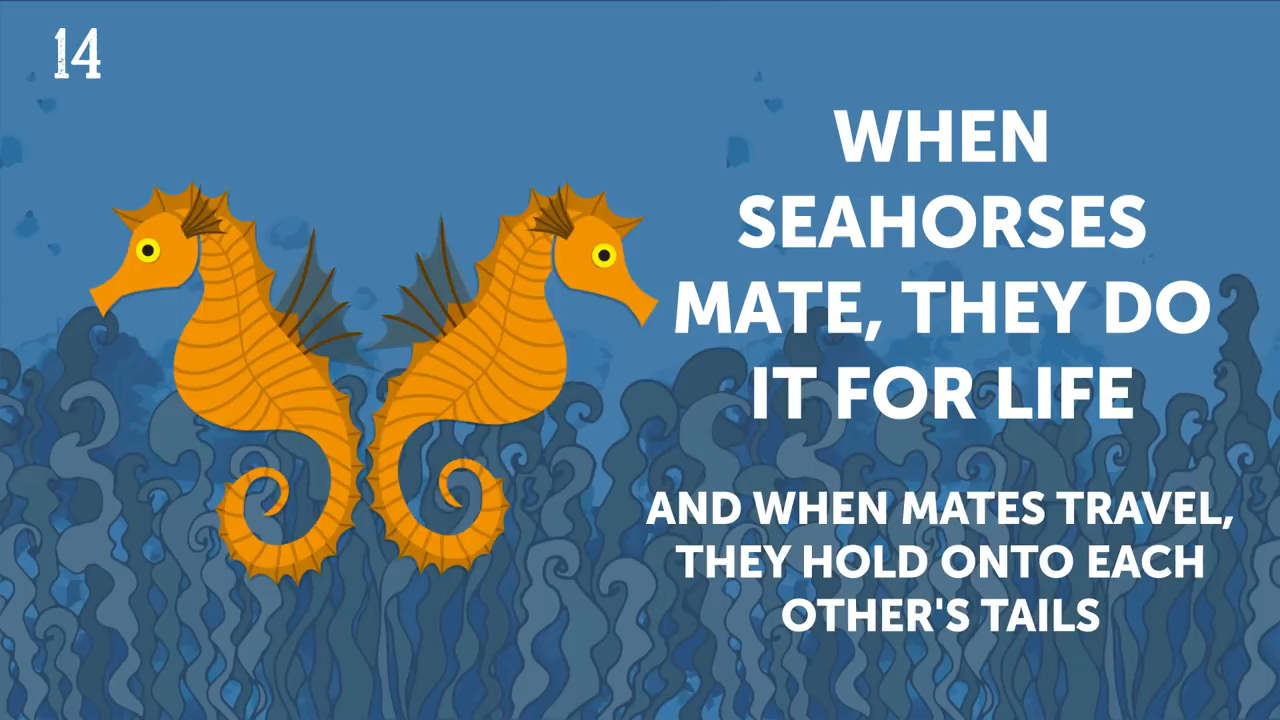 14
WHEN
SEAHORSES
MATE, THEY DO
IT FOR LIFE
AND WHEN MATES TRAVEL,
THEY HOLD ONTO EACH
OTHER'S TAILS